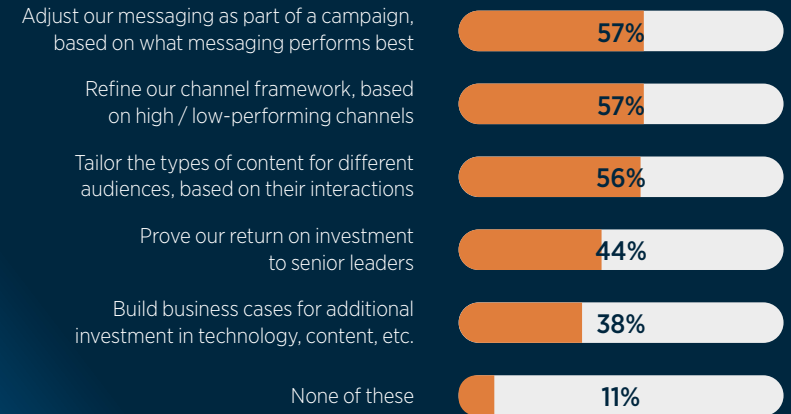 Adjust our messaging as part of a campaign,
based on what messaging performs best
57%
Refine our channel framework, based
on high / low-performing channels
57%
Tailor the types of content for different
audiences, based on their interactions
56%
Prove our return on investment
to senior leaders
44%
Build business cases for additional
investment in technology, content, etc.
38%
None of these
11%